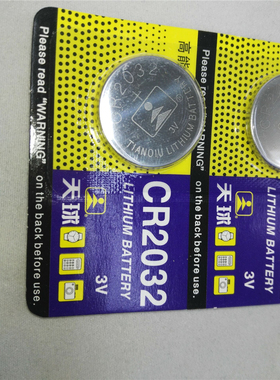 Please read "WARNING"
on the back before use.
天球
高能
CR2032
LITHIUM BATTERY
3V
CR2032
+
3V
TIANQIU
LITHIUM BATTERY
Please read "WARNING"
on the back before use.
天球
LITHIUM BATTERY
3V